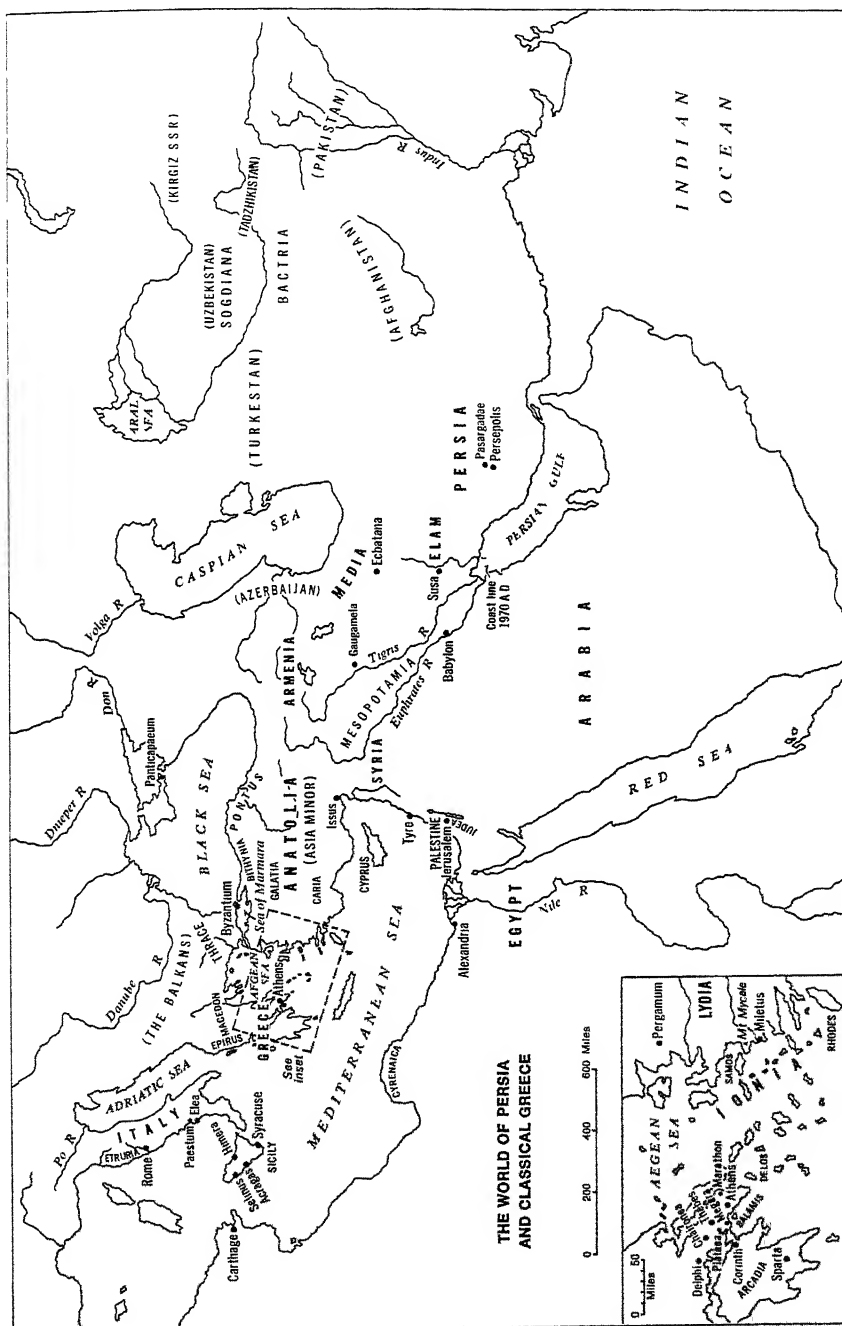 THE WORLD OF PERSIA
AND CLASSICAL GREECE
0 200 400 600 Miles
Po R
ADRIATIC SEA
ITALY
ETRURIA
Rome
Paestum
Elea
Himera
Selinus
Acragas
Syracuse
SICILY
Carthage
Danube R
(THE BALKANS)
THRACE
MACEDON
EPIRUS
GREECE
AEGEAN
SEA
Athens
See
inset
MEDITERRANEAN SEA
CYRENAICA
Dnieper R
Don R
Panticapaeum
BLACK SEA
Byzantium
BITHYNIA
PONTUS
Sea of Marmara
GALATIA
ANATOLIA
(ASIA MINOR)
CARIA
CYPRUS
Issus
SYRIA
Tyre
PALESTINE
Jerusalem
JUDEA
Alexandria
EGYPT
Nile R
RED SEA
Volga R
CASPIAN SEA
(AZERBAIJAN)
ARMENIA
MEDIA
Ecbatana
Gaugamela
Tigris R
MESOPOTAMIA
Euphrates R
Babylon
Susa
ELAM
Coast line
1970 A D
PERSIA
Pasargadae
Persepolis
PERSIAN GULF
ARABIA
ARAL
SEA
(UZBEKISTAN)
SOGDIANA
(KIRGIZ SSR)
(TADZHIKISTAN)
(TURKESTAN)
BACTRIA
(AFGHANISTAN)
(PAKISTAN)
Indus R
INDIAN
OCEAN
50
Miles
AEGEAN
SEA
Pergamum
LYDIA
Mt Mycale
Miletus
SAMOS
IONIA
RHODES
DELOS
Delphi
Thebes
Marathon
Athens
Corinth
ARCADIA
Sparta